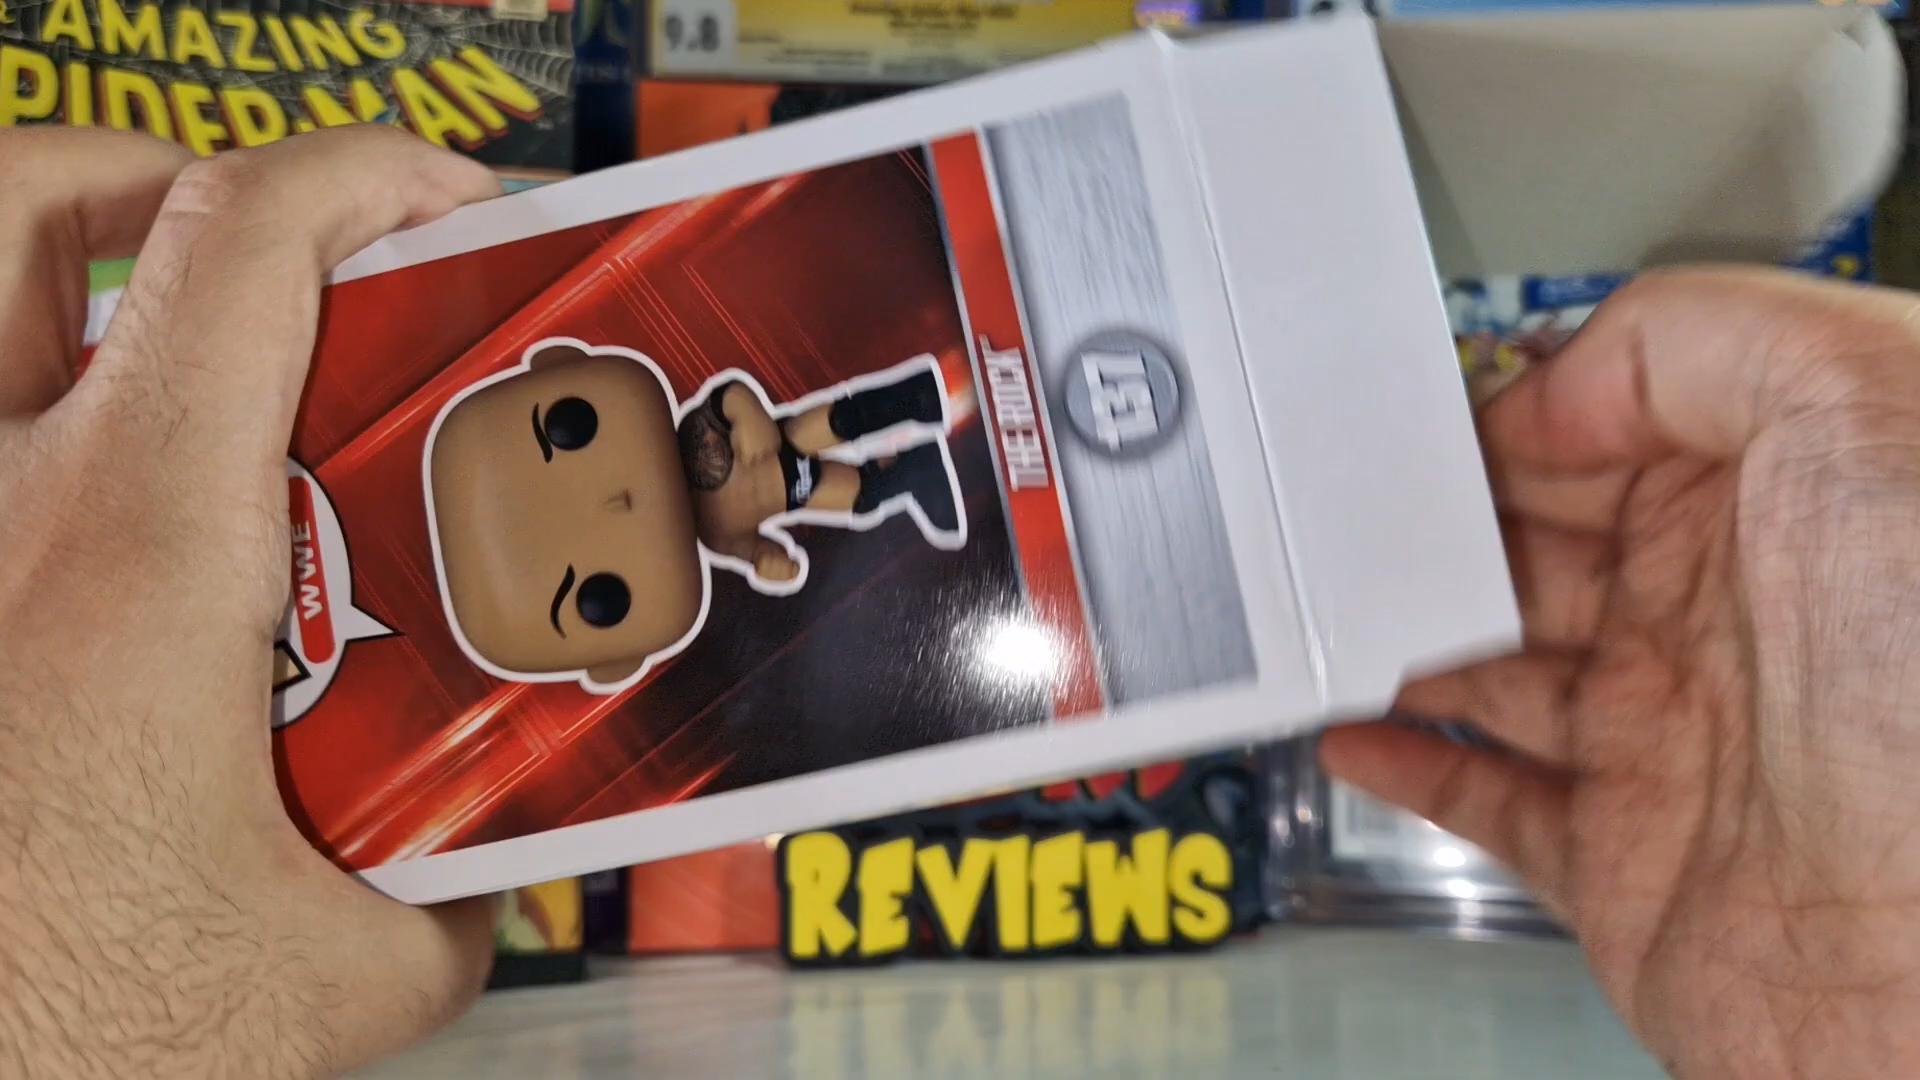 AMAZING
SPIDER-MAN
9.8
WWE
THE ROCK
137
REVIEWS